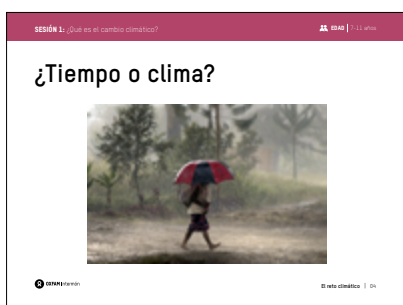 SESIÓN 1: ¿Qué es el cambio climático?
EDAD | 7-11 años
¿Tiempo o clima?
OXFAM Intermón
El reto climático | 04